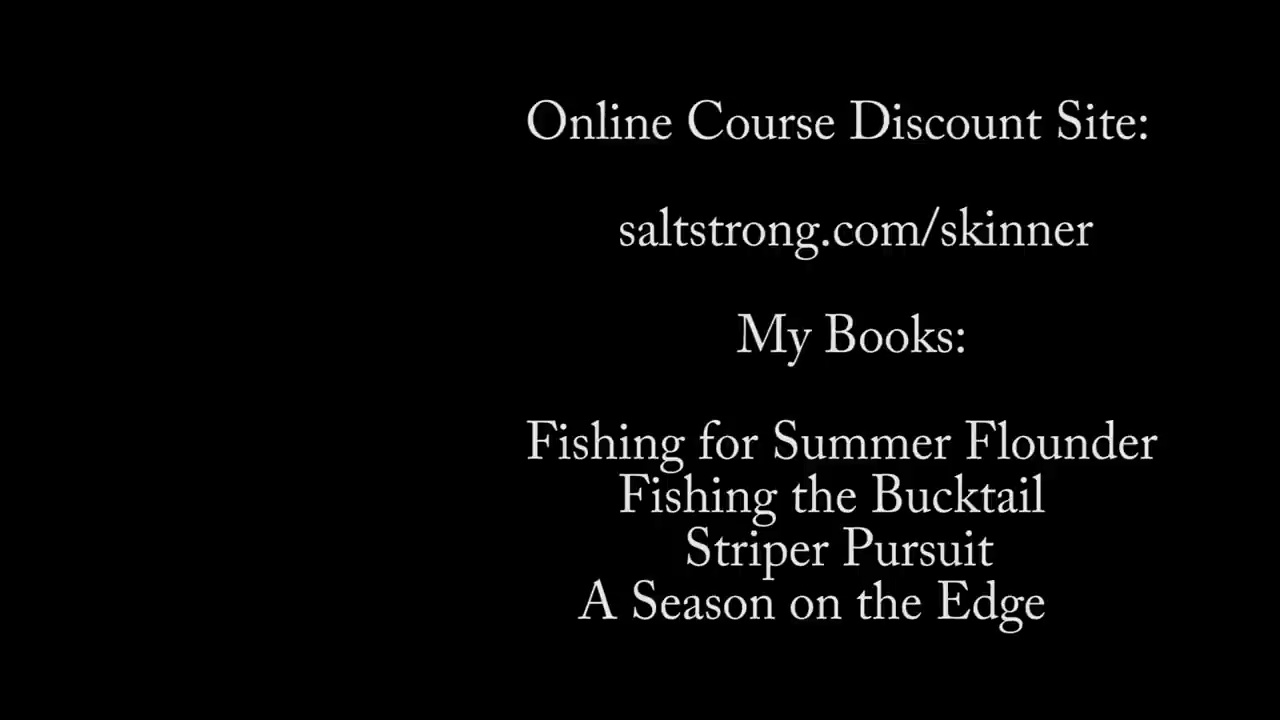 Online Course Discount Site:
saltstrong.com/skinner
My Books:
Fishing for Summer Flounder
Fishing the Bucktail
Striper Pursuit
A Season on the Edge